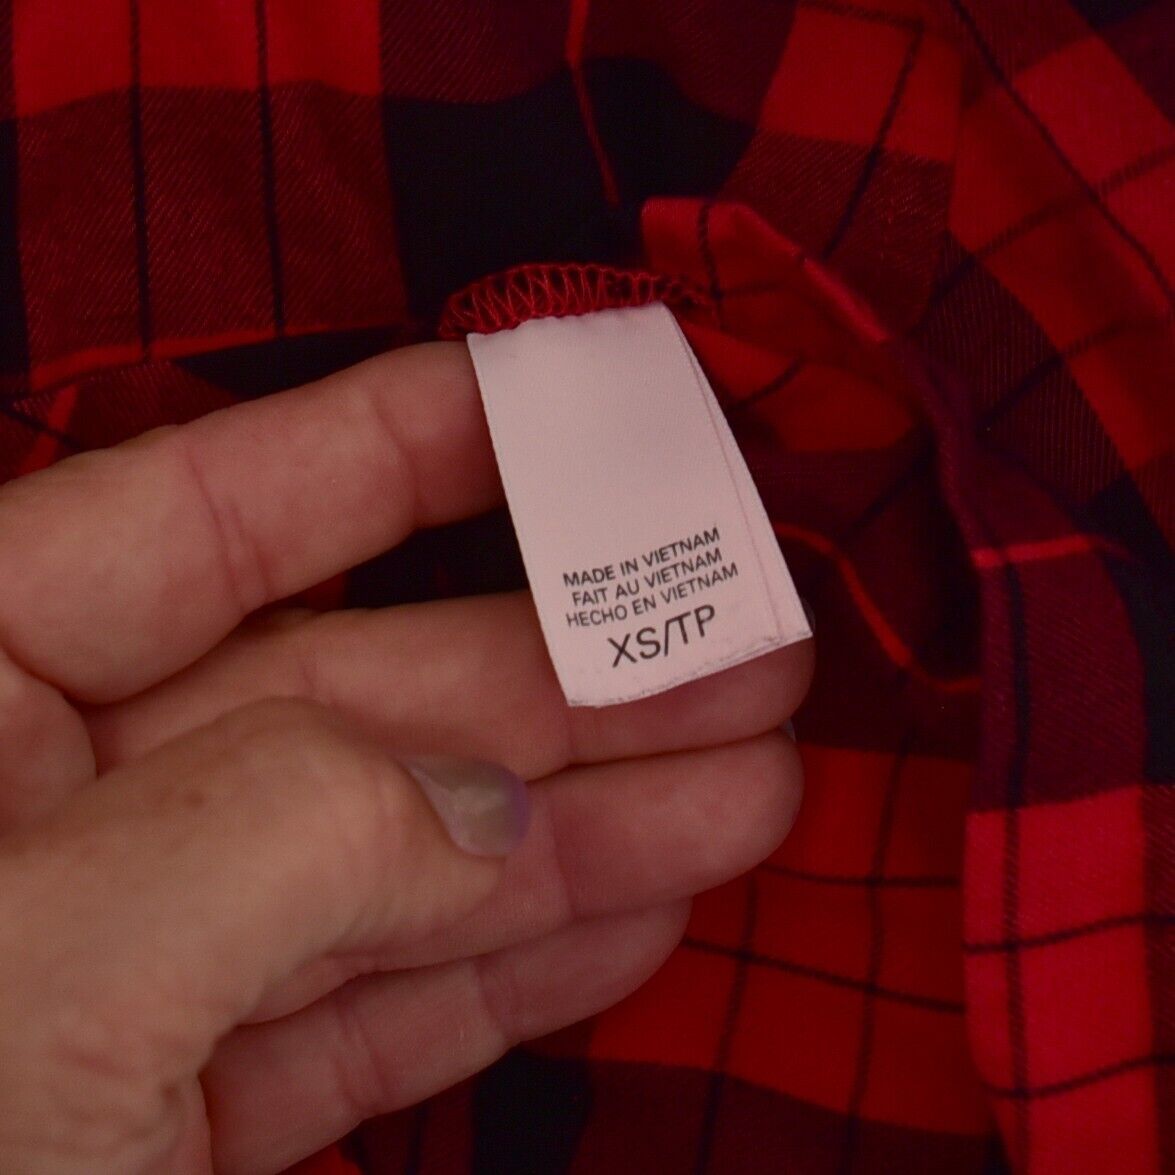 MADE IN VIETNAM
FAIT AU VIETNAM
HECHO EN VIETNAM
XS/TP